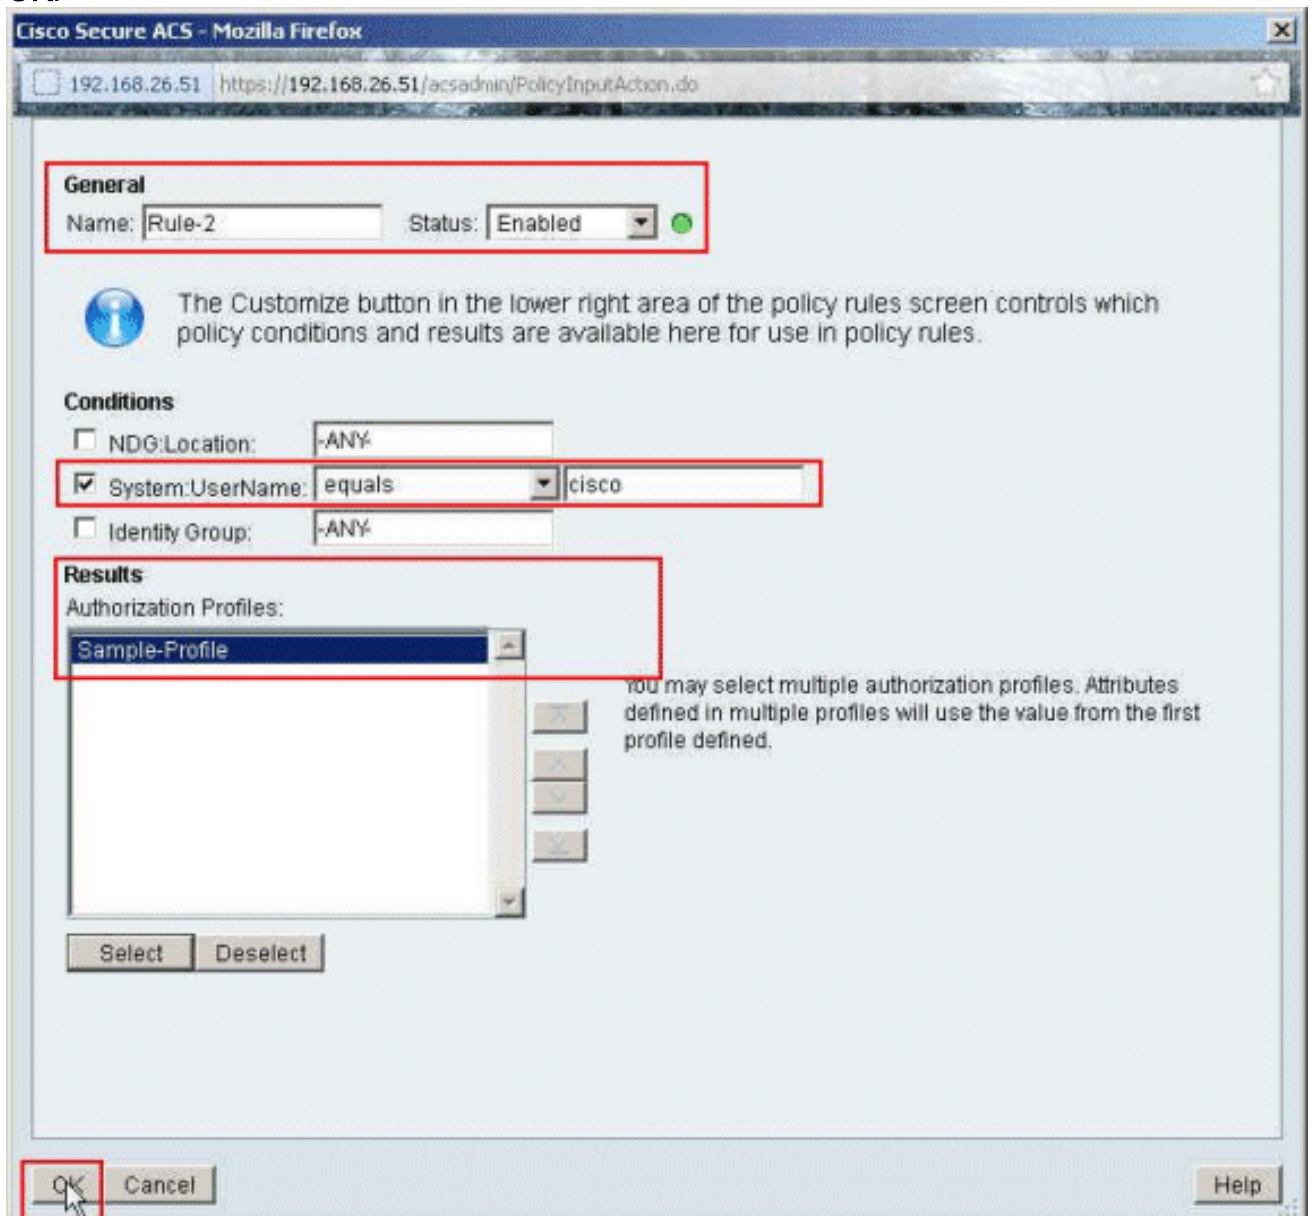 OK.
Cisco Secure ACS - Mozilla Firefox
192.168.26.51 https://192.168.26.51/acsadmin/PolicyInputAction.do
General
Name: Rule-2 Status: Enabled
The Customize button in the lower right area of the policy rules screen controls which
policy conditions and results are available here for use in policy rules.
Conditions
NDG:Location: -ANY-
System:UserName: equals cisco
Identity Group: -ANY-
Results
Authorization Profiles:
Sample-Profile
You may select multiple authorization profiles. Attributes
defined in multiple profiles will use the value from the first
profile defined.
Select Deselect
OK Cancel Help